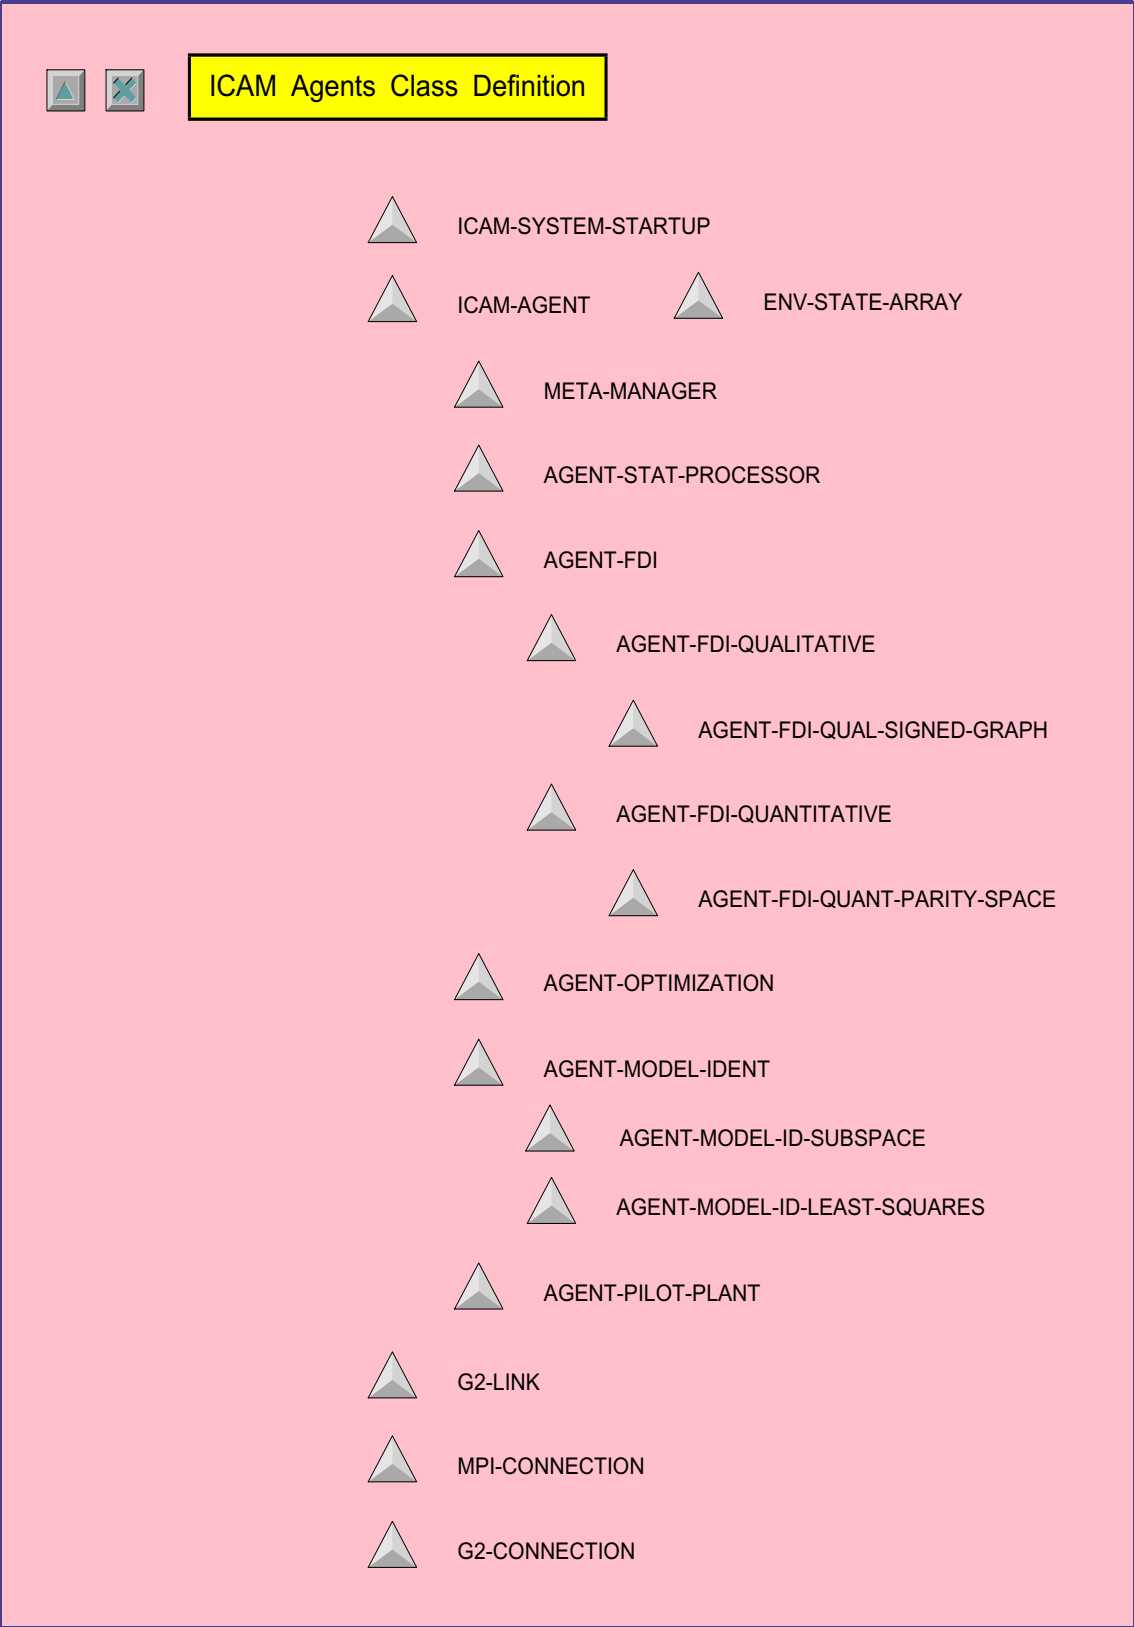 ICAM Agents Class Definition
ICAM-SYSTEM-STARTUP
ICAM-AGENT ENV-STATE-ARRAY
META-MANAGER
AGENT-STAT-PROCESSOR
AGENT-FDI
AGENT-FDI-QUALITATIVE
AGENT-FDI-QUAL-SIGNED-GRAPH
AGENT-FDI-QUANTITATIVE
AGENT-FDI-QUANT-PARITY-SPACE
AGENT-OPTIMIZATION
AGENT-MODEL-IDENT
AGENT-MODEL-ID-SUBSPACE
AGENT-MODEL-ID-LEAST-SQUARES
AGENT-PILOT-PLANT
G2-LINK
MPI-CONNECTION
G2-CONNECTION